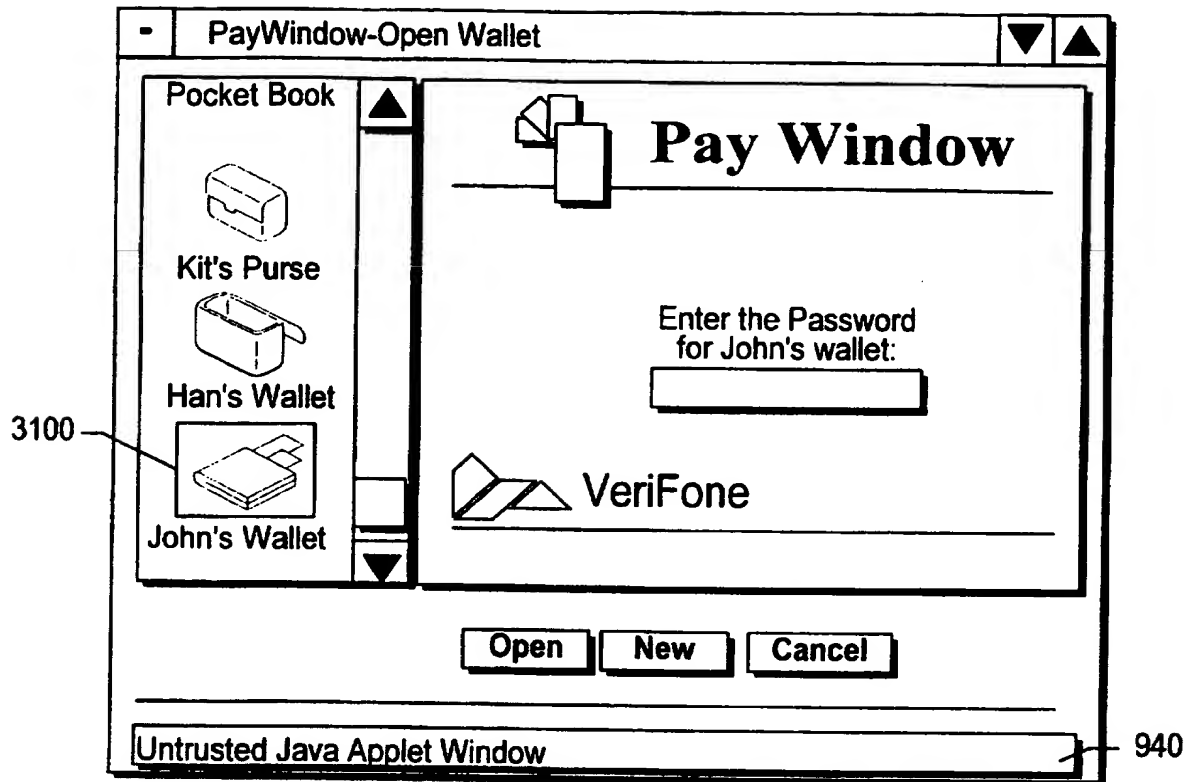 PayWindow-Open Wallet
Pocket Book
Kit's Purse
Han's Wallet
3100
John's Wallet
Pay Window
Enter the Password
for John's wallet:
VeriFone
Open New Cancel
Untrusted Java Applet Window
940